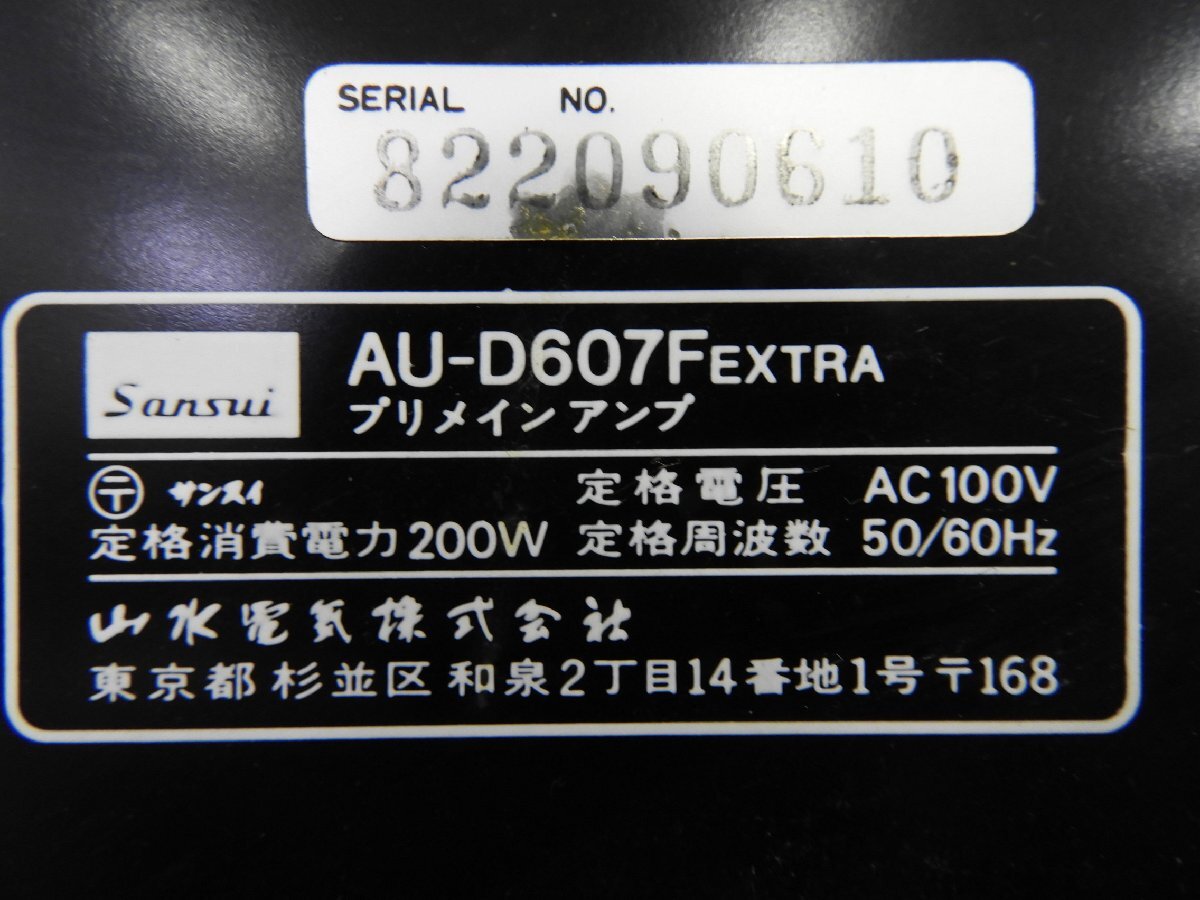 SERIAL NO.
822090610
Sansui
AU-D607F EXTRA
プリメインアンプ
〶 サンスイ 定格電圧 AC100V
定格消費電力200W 定格周波数 50/60Hz
山水電気株式会社
東京都杉並区和泉2丁目14番地1号〒168